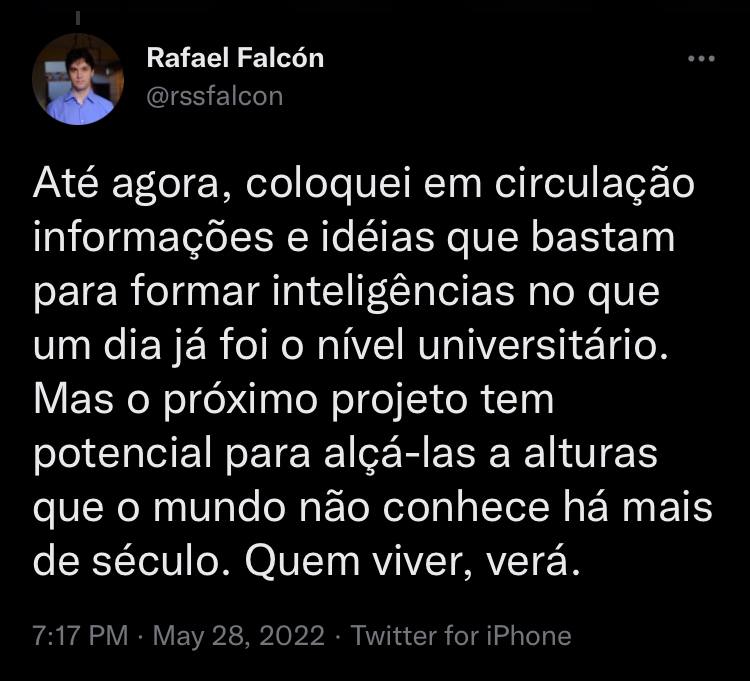 Rafael Falcón
@rssfalcon
Até agora, coloquei em circulação
informações e idéias que bastam
para formar inteligências no que
um dia já foi o nível universitário.
Mas o próximo projeto tem
potencial para alçá-las a alturas
que o mundo não conhece há mais
de século. Quem viver, verá.
7:17 PM · May 28, 2022 · Twitter for iPhone